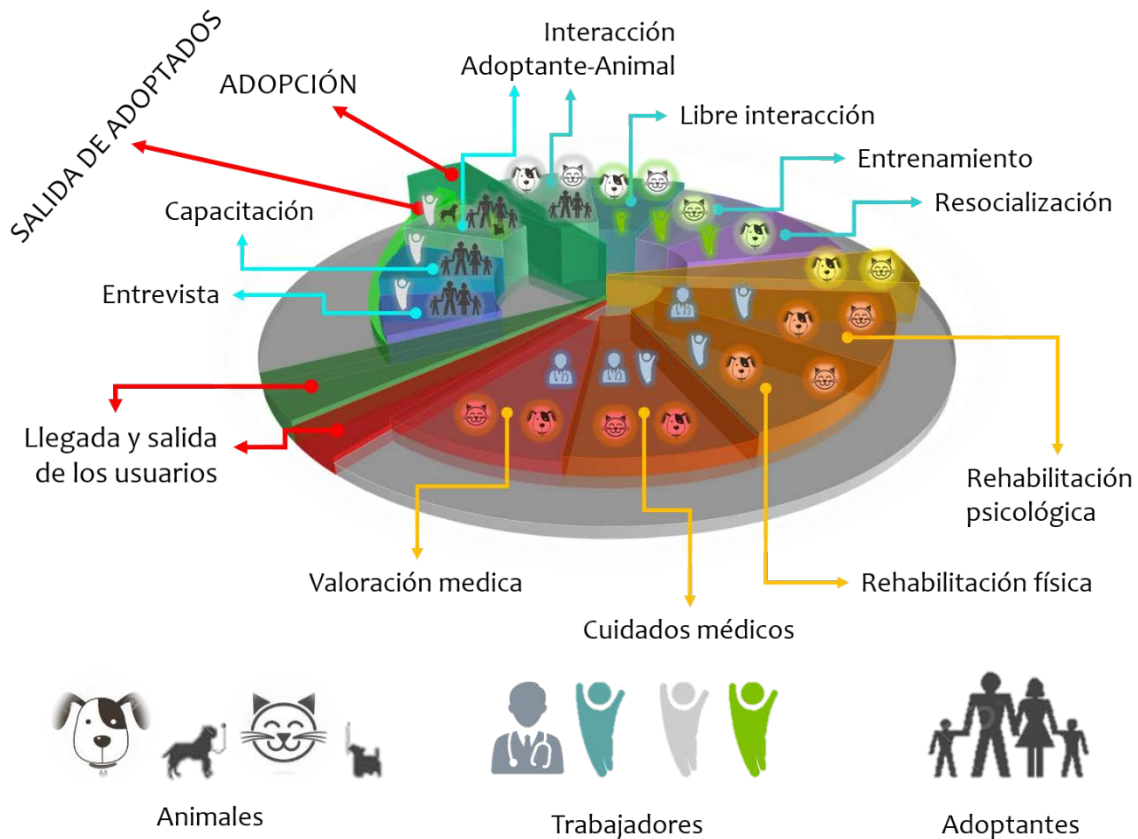 SALIDA DE ADOPTADOS
ADOPCIÓN
Interacción
Adoptante-Animal
Libre interacción
Entrenamiento
Resocialización
Capacitación
Entrevista
Llegada y salida
de los usuarios
Rehabilitación
psicológica
Valoración medica
Rehabilitación física
Cuidados médicos
Animales
Trabajadores
Adoptantes